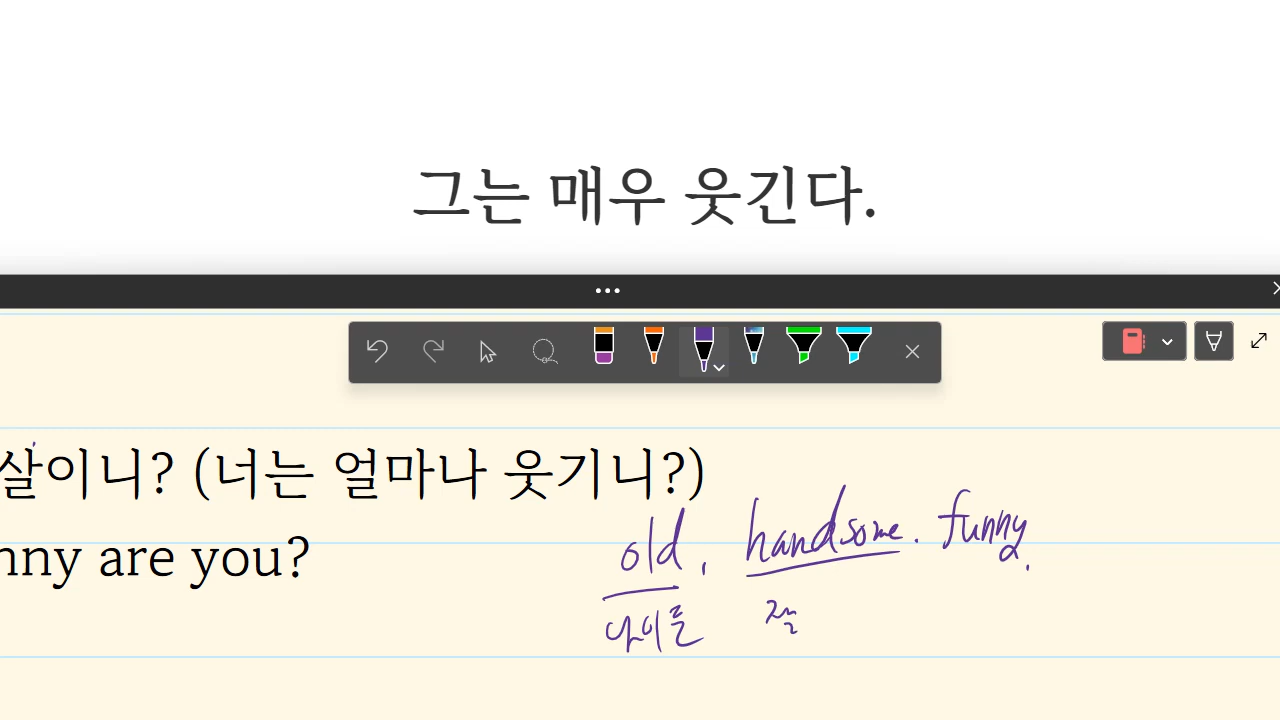 그는 매우 웃긴다.
살이니? (너는 얼마나 웃기니?)
nny are you?
old, handsome. funny.
나이들 잘